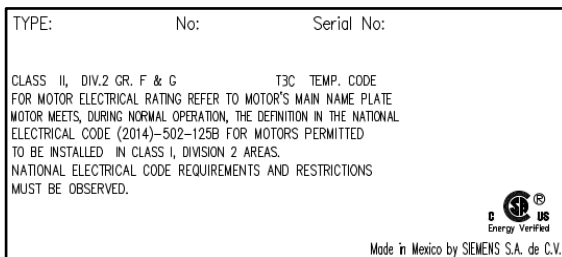 TYPE: No: Serial No:
CLASS II, DIV.2 GR. F & G T3C TEMP. CODE
FOR MOTOR ELECTRICAL RATING REFER TO MOTOR'S MAIN NAME PLATE
MOTOR MEETS, DURING NORMAL OPERATION, THE DEFINITION IN THE NATIONAL
ELECTRICAL CODE (2014)-502-125B FOR MOTORS PERMITTED
TO BE INSTALLED IN CLASS I, DIVISION 2 AREAS.
NATIONAL ELECTRICAL CODE REQUIREMENTS AND RESTRICTIONS
MUST BE OBSERVED.
C SA ® US
Energy Verified
Made in Mexico by SIEMENS S.A. de C.V.